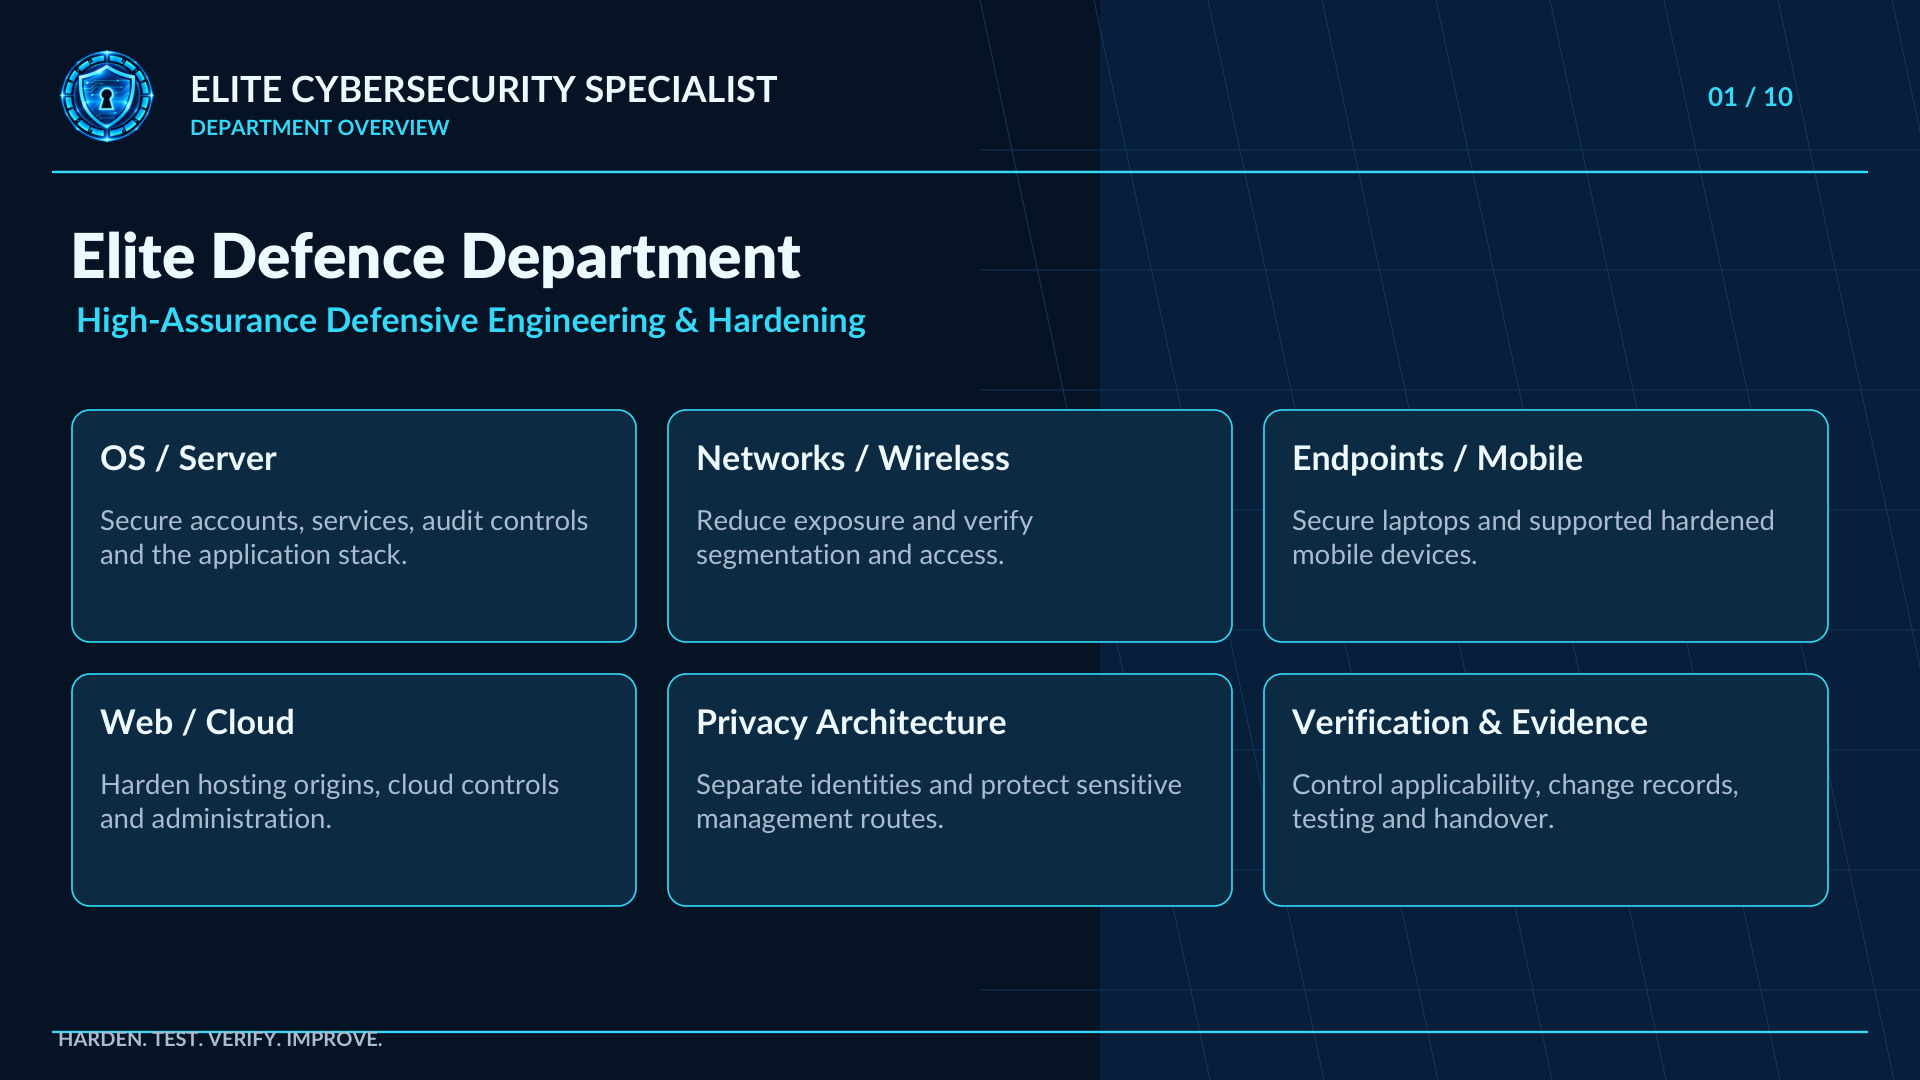 ELITE CYBERSECURITY SPECIALIST
DEPARTMENT OVERVIEW
01 / 10
Elite Defence Department
High-Assurance Defensive Engineering & Hardening
OS / Server
Secure accounts, services, audit controls
and the application stack.
Networks / Wireless
Reduce exposure and verify
segmentation and access.
Endpoints / Mobile
Secure laptops and supported hardened
mobile devices.
Web / Cloud
Harden hosting origins, cloud controls
and administration.
Privacy Architecture
Separate identities and protect sensitive
management routes.
Verification & Evidence
Control applicability, change records,
testing and handover.
HARDEN. TEST. VERIFY. IMPROVE.